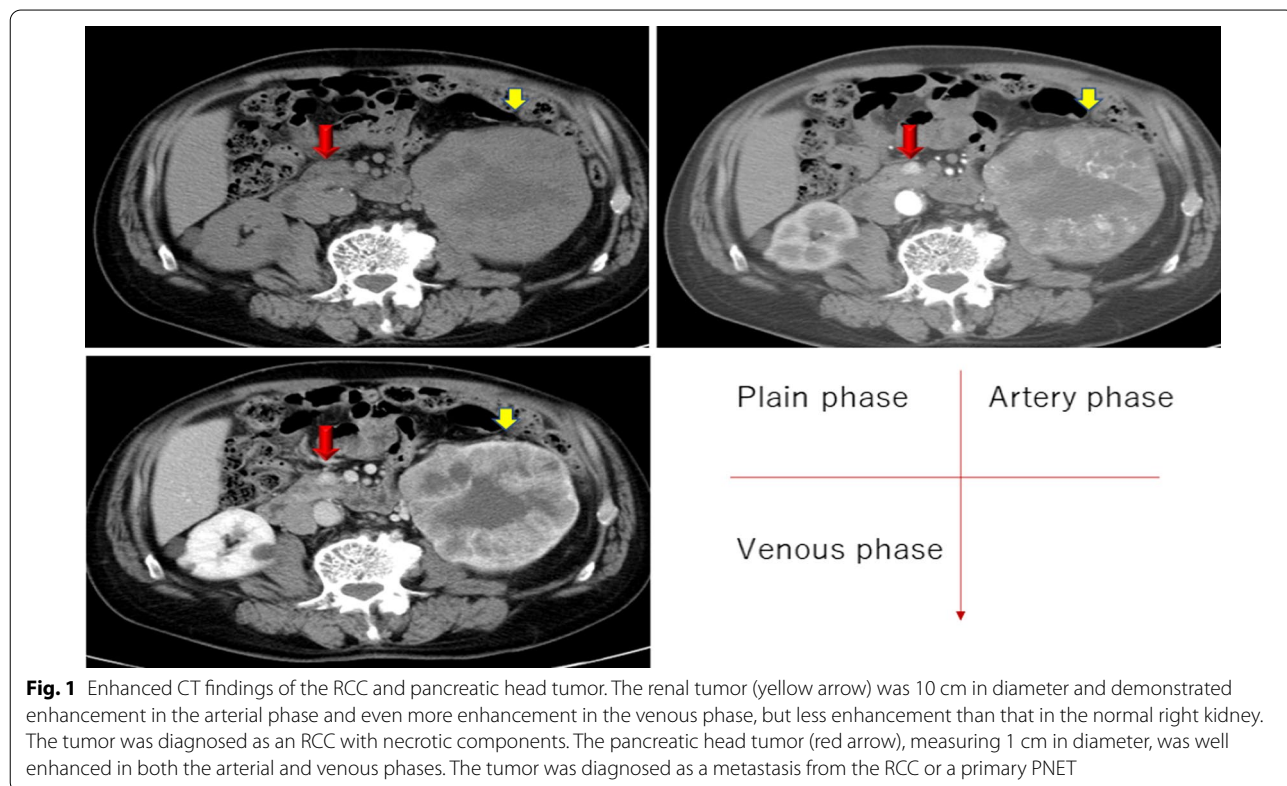 Plain phase
Artery phase
Venous phase
Fig. 1 Enhanced CT findings of the RCC and pancreatic head tumor. The renal tumor (yellow arrow) was 10 cm in diameter and demonstrated
enhancement in the arterial phase and even more enhancement in the venous phase, but less enhancement than that in the normal right kidney.
The tumor was diagnosed as an RCC with necrotic components. The pancreatic head tumor (red arrow), measuring 1 cm in diameter, was well
enhanced in both the arterial and venous phases. The tumor was diagnosed as a metastasis from the RCC or a primary PNET